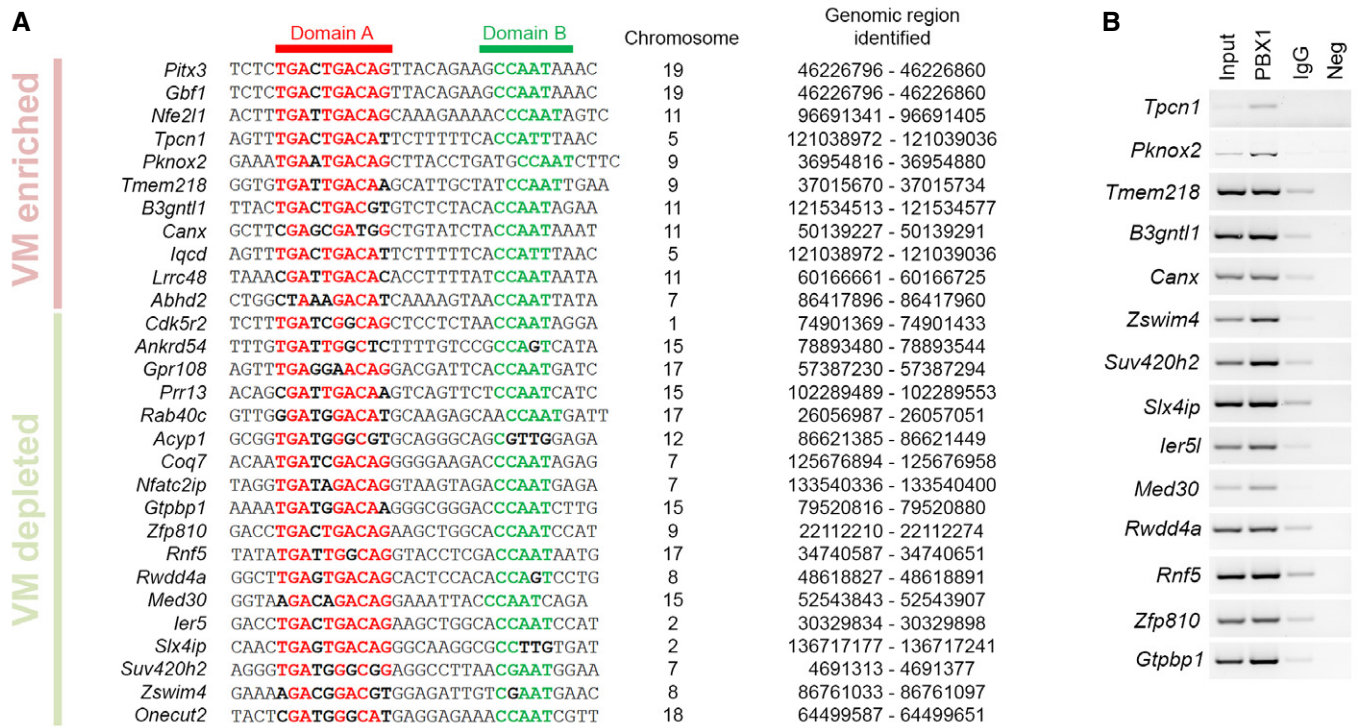 A
Domain A Domain B Chromosome Genomic region identified
VM enriched
Pitx3 TCTCTGACTGACAGTTACAGAAGCCAATAAAC 19 46226796 - 46226860
Gbf1 TCTCTGACTGACAGTTACAGAAGCCAATAAAC 19 46226796 - 46226860
Nfe2l1 ACTTTGATTGACAGCAAAGAAAACCCAATAGTC 11 96691341 - 96691405
Tpcn1 AGTTTGACTGACATTCTTTTTCACCATTTAAC 5 121038972 - 121039036
Pknox2 GAAATGAATGACAGCTTACCTGATGCCAATCTTC 9 36954816 - 36954880
Tmem218 GGTGTGATTGACAAGCATTGCTATCCAATTGAA 9 37015670 - 37015734
B3gntl1 TTACTGACTGACGTGTCTCTACACCAATAGAA 11 121534513 - 121534577
Canx GCTTCGAGCGATGGCTGTATCTACCAATAAAT 11 50139227 - 50139291
Iqcd AGTTTGACTGACATTCTTTTTCACCATTTAAC 5 121038972 - 121039036
Lrrc48 TAAACGATTGACACACCTTTTATCCAATAATA 11 60166661 - 60166725
Abhd2 CTGGCTAAAGACATCAAAAGTAACCAATTATA 7 86417896 - 86417960
VM depleted
Cdk5r2 TCTTTGATCGGCAGCTCCTCTAACCAATAGGA 1 74901369 - 74901433
Ankrd54 TTTGTGATTGGCTCTTTTGTCCGCCAGTCATA 15 78893480 - 78893544
Gpr108 AGTTTGAGGAACAGGACGATTCACCAATGATC 17 57387230 - 57387294
Prr13 ACAGCGATTGACAAGTCAGTTCTCCAATCATC 15 102289489 - 102289553
Rab40c GTTGGGATGGACATGCAAGAGCAACCAATGATT 17 26056987 - 26057051
Acyp1 GCGGTGATGGGCGTGCAGGGCAGCGTTGGAGA 12 86621385 - 86621449
Coq7 ACAATGATCGACAGGGGGAAGACCCAATAGAG 7 125676894 - 125676958
Nfatc2ip TAGGTGATAGACAGGTAAGTAGACCAATGAGA 7 133540336 - 133540400
Gtpbp1 AAAATGATGGACAAGGGCGGGACCAATCTTG 15 79520816 - 79520880
Zfp810 GACCTGACTGACAGAAGCTGGCACCAATCCAT 9 22112210 - 22112274
Rnf5 TATATGATTGGCAGGTACCTCGACCAATAATG 17 34740587 - 34740651
Rwdd4a GGCTTGAGTGACAGCACTCCACACCAGTCCTG 8 48618827 - 48618891
Med30 GGTAAGACAGACAGGAAATTACCCAATCAGA 15 52543843 - 52543907
Ier5 GACCTGACTGACAGAAGCTGGCACCAATCCAT 2 30329834 - 30329898
Slx4ip CAACTGAGTGACAGGGCAAGGCGCCTTGTGAT 2 136717177 - 136717241
Suv420h2 AGGGTGATGGGCGGAGGCCTTAACGAATGGAA 7 4691313 - 4691377
Zswim4 GAAAAGACGGACGTGGAGATTGTCGAATGAAC 8 86761033 - 86761097
Onecut2 TACTCGATGGGCATGAGGAGAAACCAATCGTT 18 64499587 - 64499651
B
Input PBX1 IgG Neg
Tpcn1
Pknox2
Tmem218
B3gntl1
Canx
Zswim4
Suv420h2
Slx4ip
Ier5l
Med30
Rwdd4a
Rnf5
Zfp810
Gtpbp1